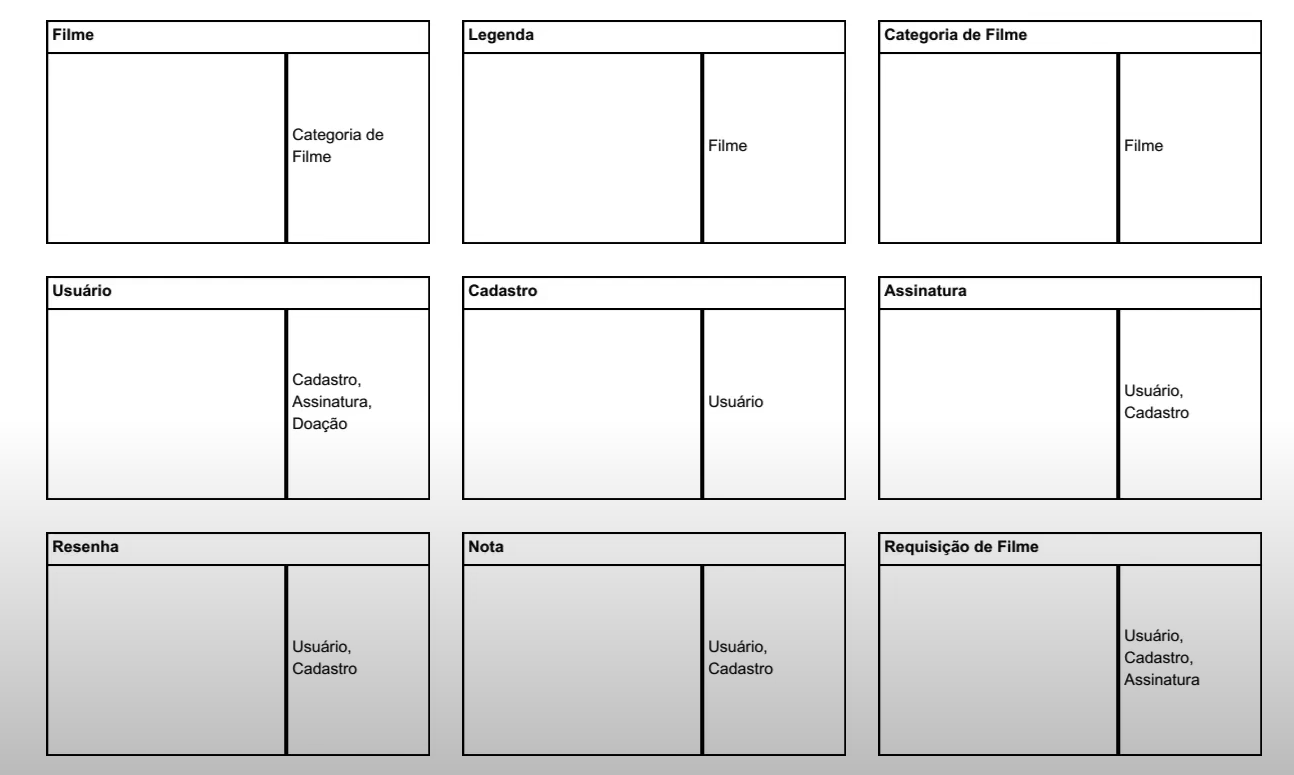 Filme
Categoria de
Filme
Legenda
Filme
Categoria de Filme
Filme
Usuário
Cadastro,
Assinatura,
Doação
Cadastro
Usuário
Assinatura
Usuário,
Cadastro
Resenha
Usuário,
Cadastro
Nota
Usuário,
Cadastro
Requisição de Filme
Usuário,
Cadastro,
Assinatura